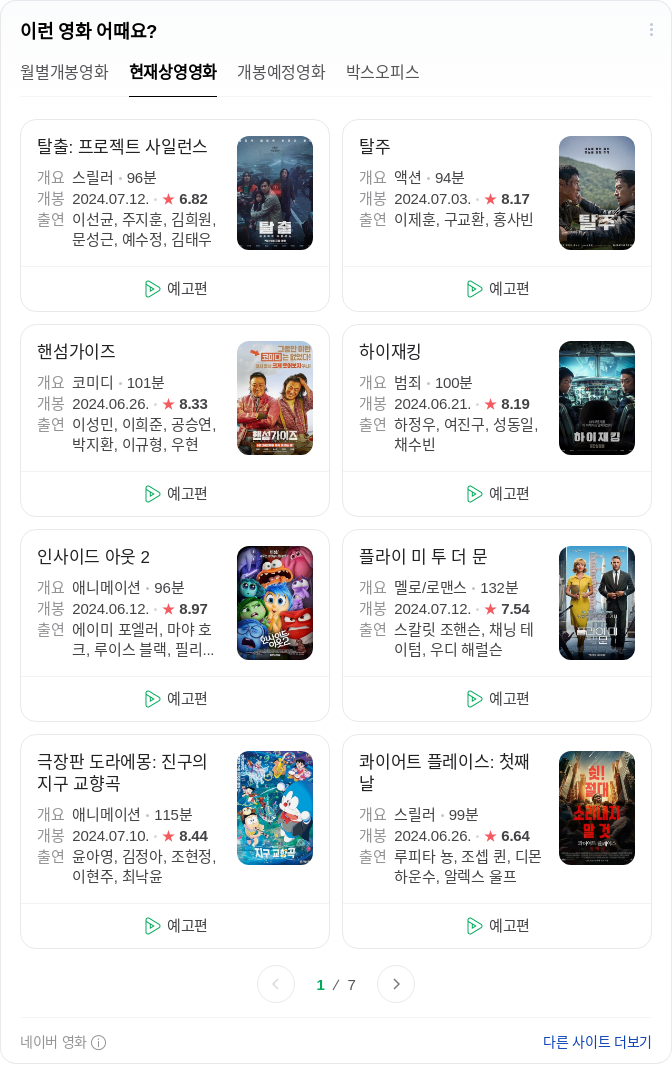 이런 영화 어때요?
월별개봉영화 현재상영영화 개봉예정영화 박스오피스
탈출: 프로젝트 사일런스
개요 스릴러 96분
개봉 2024.07.12. ★ 6.82
출연 이선균, 주지훈, 김희원,
문성근, 예수정, 김태우
탈출
예고편
탈주
개요 액션 94분
개봉 2024.07.03. ★ 8.17
출연 이제훈, 구교환, 홍사빈
탈주
예고편
핸섬가이즈
개요 코미디 101분
개봉 2024.06.26. ★ 8.33
출연 이성민, 이희준, 공승연,
박지환, 이규형, 우현
그동안 이런
코미디는 없었다!
핸섬가이즈
예고편
하이재킹
개요 범죄 100분
개봉 2024.06.21. ★ 8.19
출연 하정우, 여진구, 성동일,
채수빈
하이재킹
예고편
인사이드 아웃 2
개요 애니메이션 96분
개봉 2024.06.12. ★ 8.97
출연 에이미 포엘러, 마야 호
크, 루이스 블랙, 필리...
인사이드
아웃2
예고편
플라이 미 투 더 문
개요 멜로/로맨스 132분
개봉 2024.07.12. ★ 7.54
출연 스칼릿 조핸슨, 채닝 테
이텀, 우디 해럴슨
예고편
극장판 도라에몽: 진구의
지구 교향곡
개요 애니메이션 115분
개봉 2024.07.10. ★ 8.44
출연 윤아영, 김정아, 조현정,
이현주, 최낙윤
지구 교향곡
예고편
콰이어트 플레이스: 첫째
날
개요 스릴러 99분
개봉 2024.06.26. ★ 6.64
출연 루피타 뇽, 조셉 퀸, 디몬
하운수, 알렉스 울프
쉿!
절대
소리내지
말 것
콰이어트 플레이스
예고편
1 / 7
네이버 영화
다른 사이트 더보기